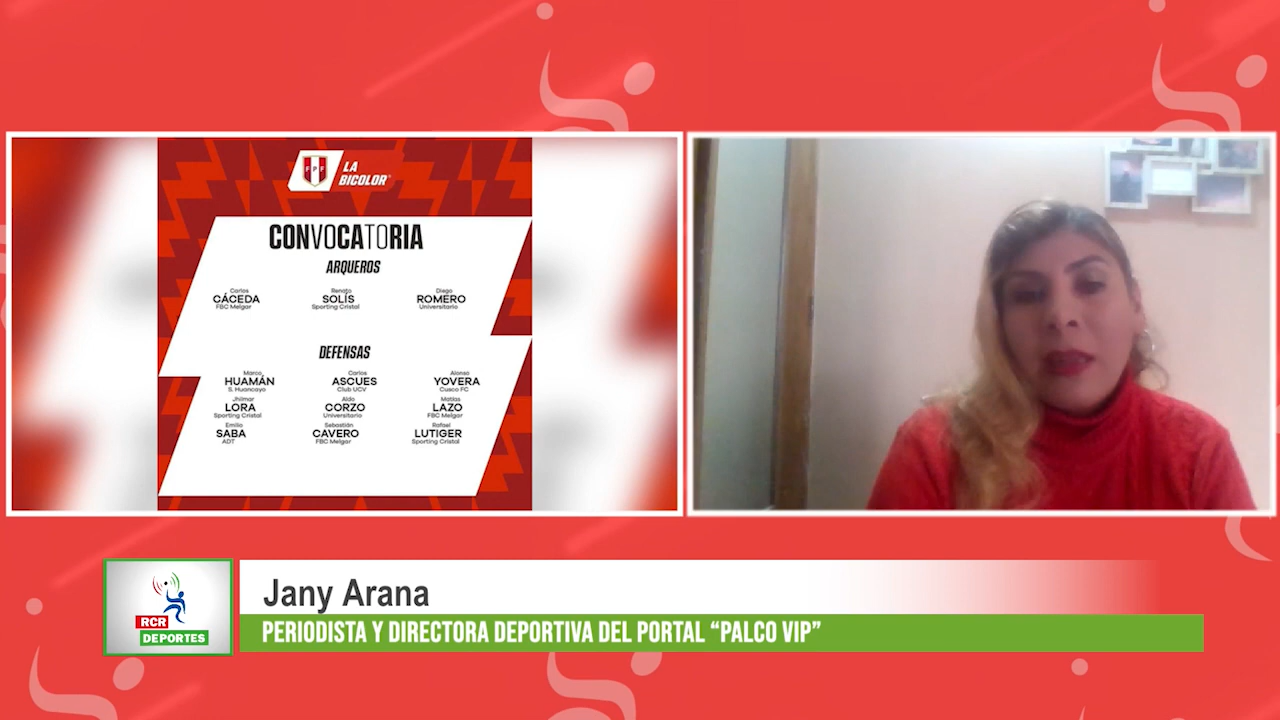 FPF
LA
BICOLOR
CONVOCATORIA
ARQUEROS
Carlos
CÁCEDA
FBC Melgar
Renato
SOLÍS
Sporting Cristal
Diego
ROMERO
Universitario
DEFENSAS
Marco
HUAMÁN
S. Huancayo
Carlos
ASCUES
Club UCV
Alonso
YOVERA
Cusco FC
Jhilmar
LORA
Sporting Cristal
Aldo
CORZO
Universitario
Matías
LAZO
FBC Melgar
Emilio
SABA
ADT
Sebastián
CAVERO
FBC Melgar
Rafael
LUTIGER
Sporting Cristal
RCR
DEPORTES
Jany Arana
PERIODISTA Y DIRECTORA DEPORTIVA DEL PORTAL “PALCO VIP”